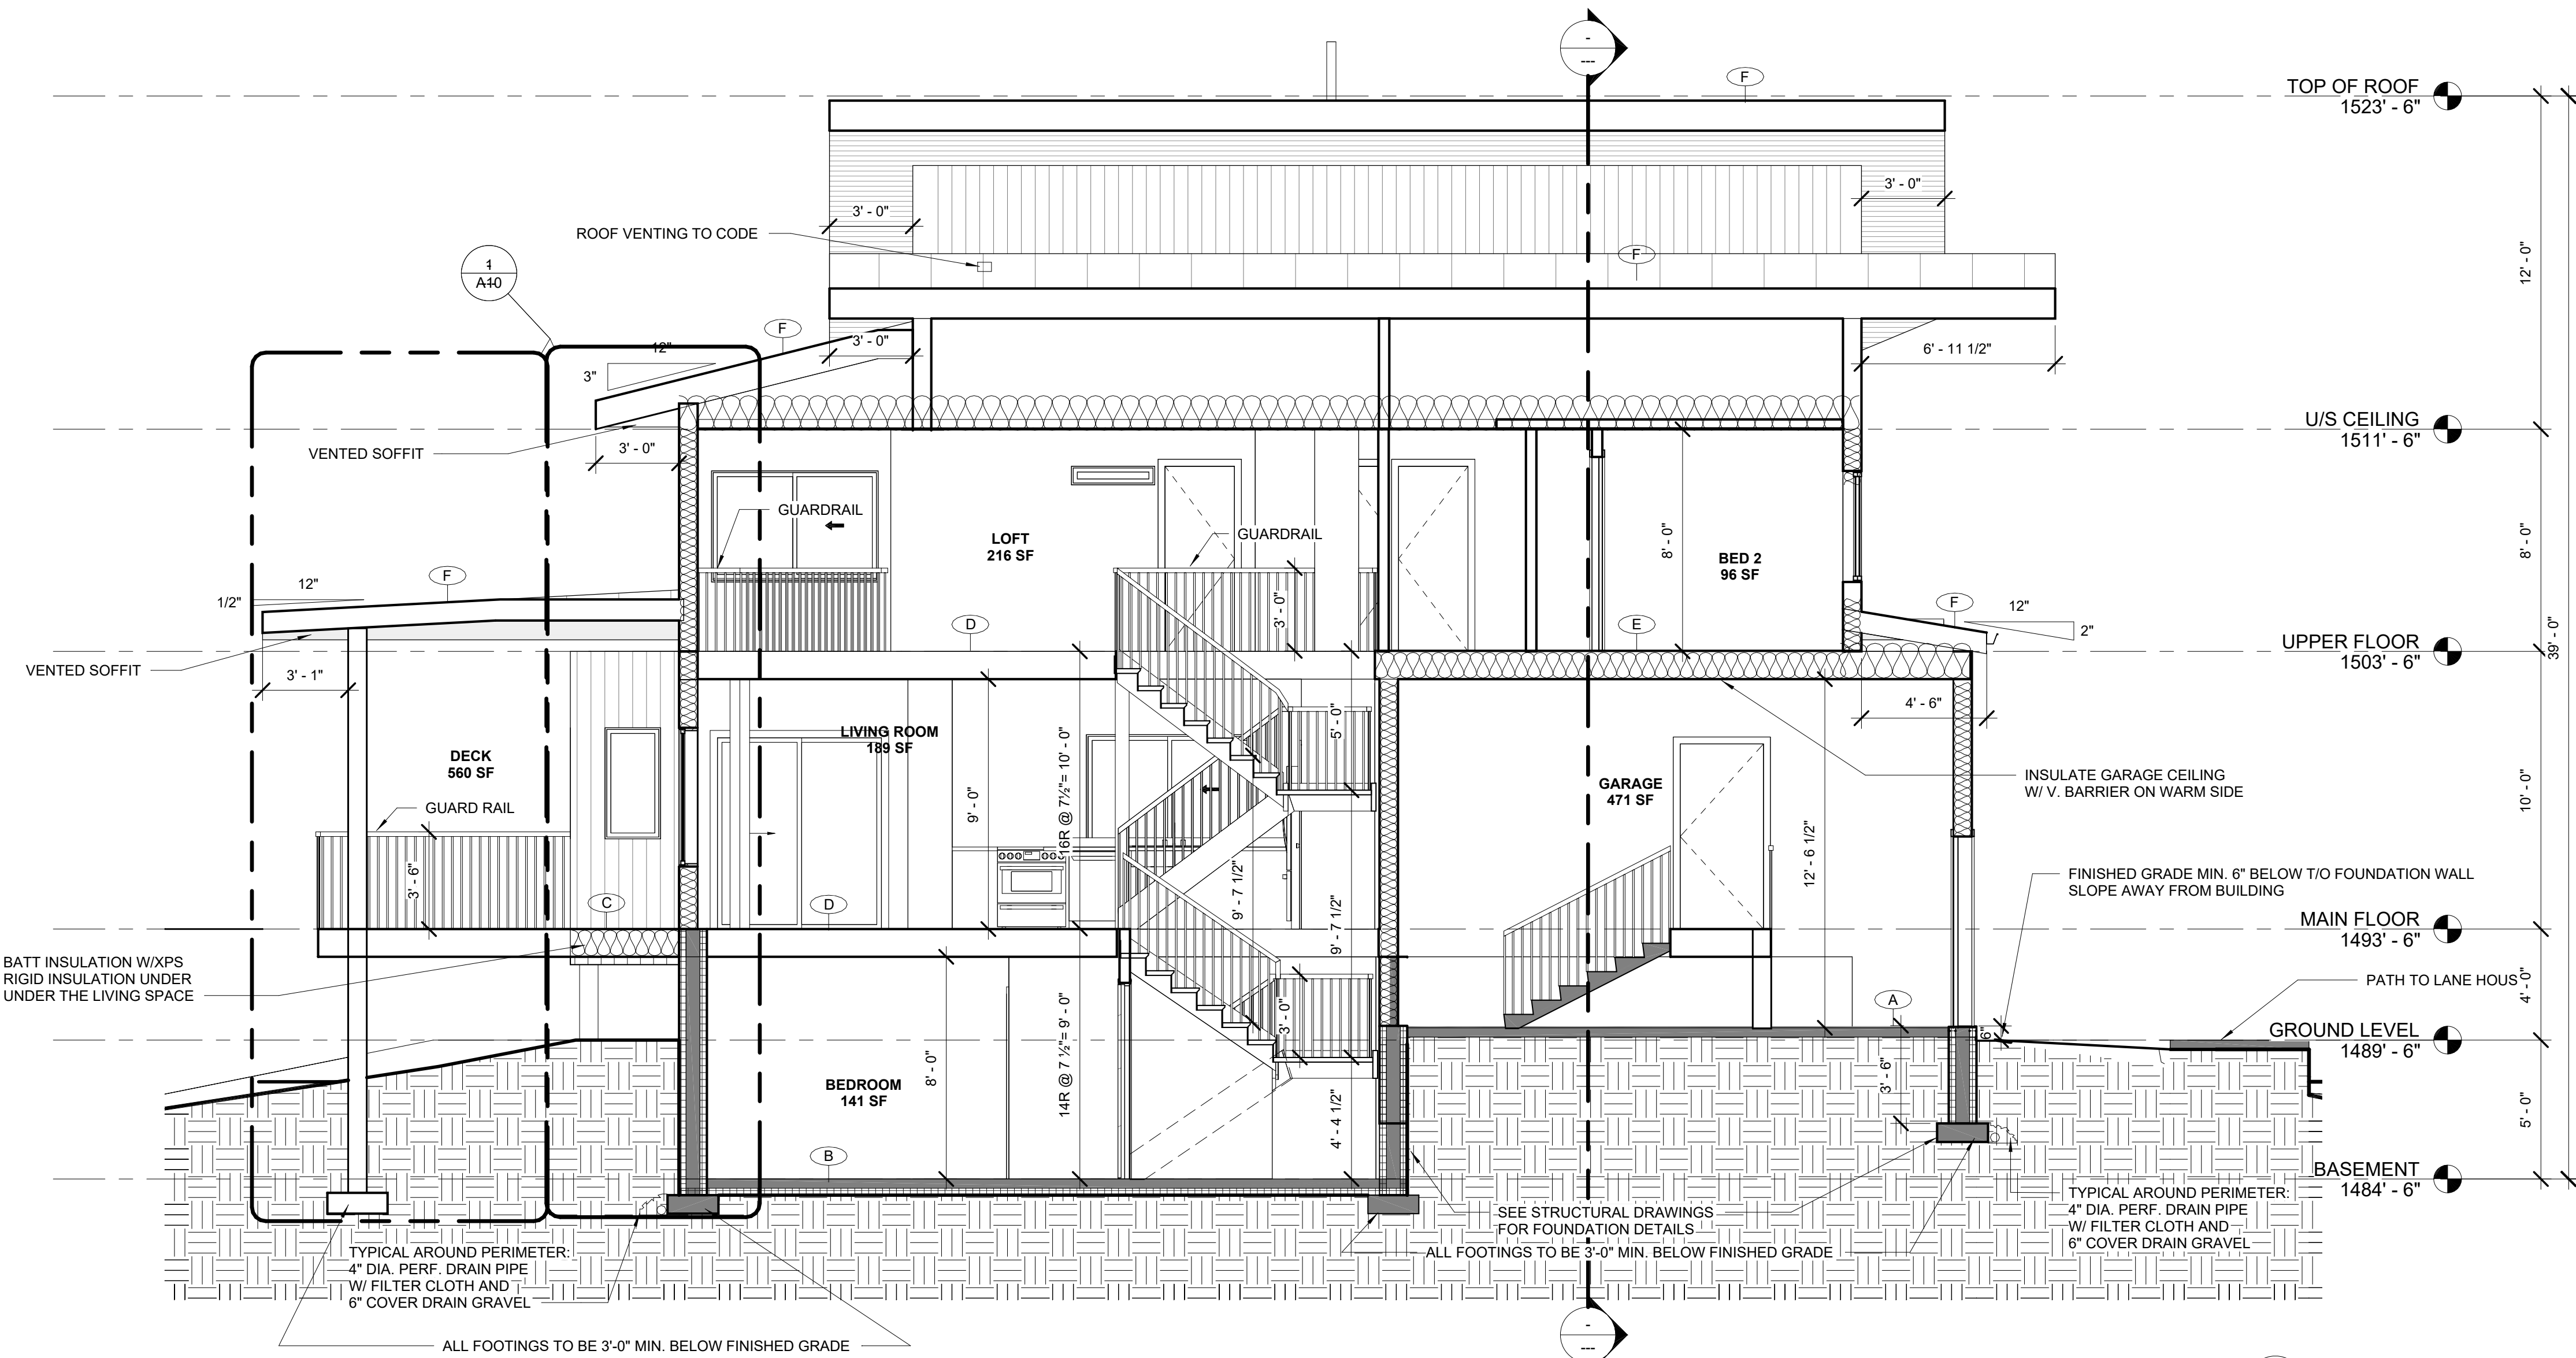 -
---
F
TOP OF ROOF
1523' - 6"
3' - 0"
3' - 0"
ROOF VENTING TO CODE
F
12' - 0"
1
A10
F
3' - 0"
12"
3"
6' - 11 1/2"
U/S CEILING
1511' - 6"
VENTED SOFFIT
3' - 0"
GUARDRAIL
LOFT
216 SF
GUARDRAIL
8' - 0"
BED 2
96 SF
8' - 0"
12"
F
1/2"
3' - 0"
D
E
F
12"
2"
UPPER FLOOR
1503' - 6"
39' - 0"
VENTED SOFFIT
3' - 1"
4' - 6"
LIVING ROOM
189 SF
5' - 0"
DECK
560 SF
16R @ 7½"= 10' - 0"
9' - 0"
GARAGE
471 SF
INSULATE GARAGE CEILING
W/ V. BARRIER ON WARM SIDE
10' - 0"
GUARD RAIL
3' - 6"
C
D
9' - 7 1/2"
9' - 7 1/2"
12' - 6 1/2"
FINISHED GRADE MIN. 6" BELOW T/O FOUNDATION WALL
SLOPE AWAY FROM BUILDING
MAIN FLOOR
1493' - 6"
BATT INSULATION W/XPS
RIGID INSULATION UNDER
UNDER THE LIVING SPACE
PATH TO LANE HOUS
4' - 0"
A
3' - 0"
6"
GROUND LEVEL
1489' - 6"
14R @ 7 ½"= 9' - 0"
8' - 0"
BEDROOM
141 SF
3' - 6"
4' - 4 1/2"
5' - 0"
B
BASEMENT
1484' - 6"
SEE STRUCTURAL DRAWINGS
FOR FOUNDATION DETAILS
TYPICAL AROUND PERIMETER:
4" DIA. PERF. DRAIN PIPE
W/ FILTER CLOTH AND
6" COVER DRAIN GRAVEL
ALL FOOTINGS TO BE 3'-0" MIN. BELOW FINISHED GRADE
TYPICAL AROUND PERIMETER:
4" DIA. PERF. DRAIN PIPE
W/ FILTER CLOTH AND
6" COVER DRAIN GRAVEL
ALL FOOTINGS TO BE 3'-0" MIN. BELOW FINISHED GRADE
-
---